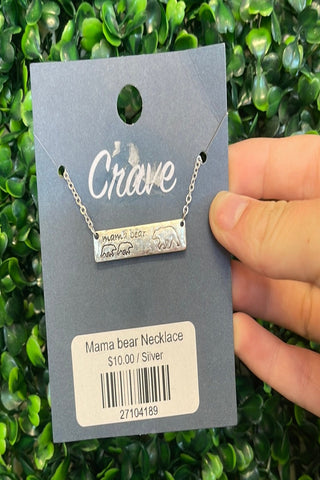 Crave
mama bear
Mama bear Necklace
$10.00 / Silver
27104189